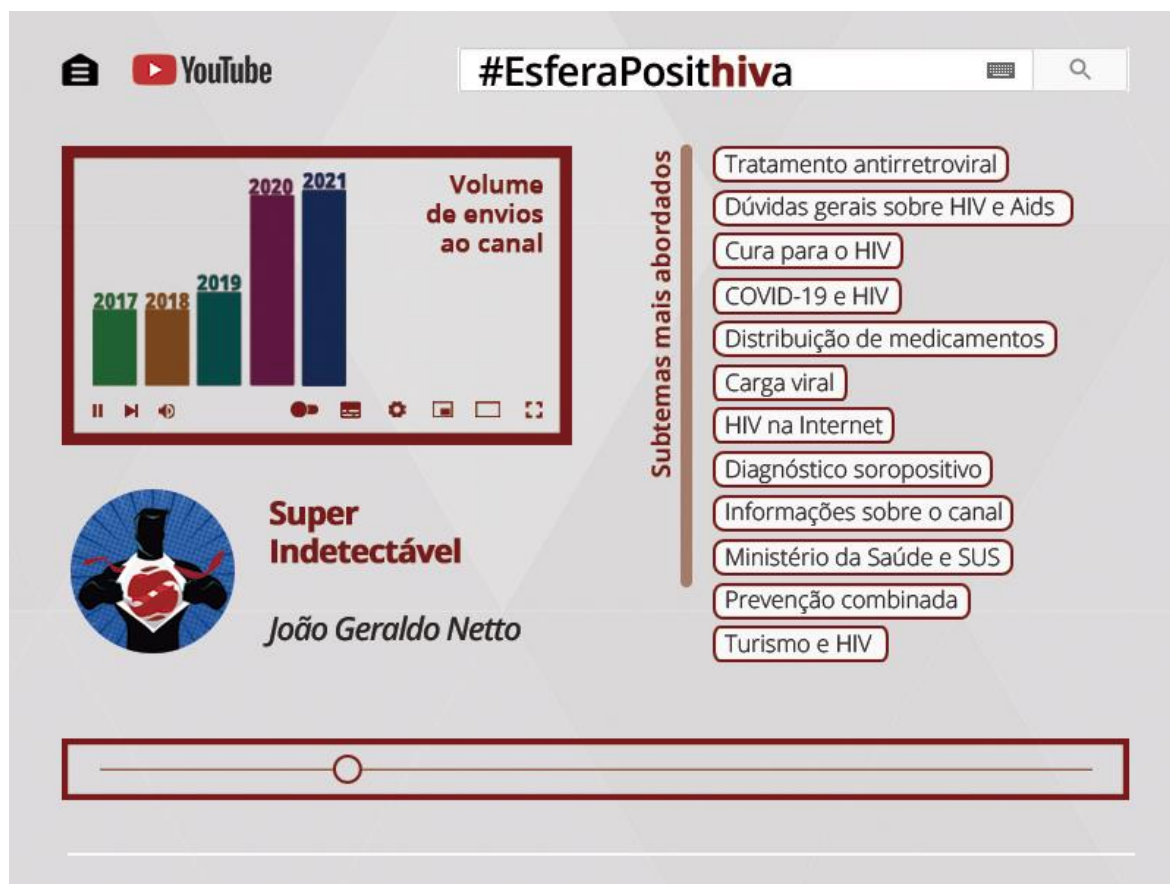 YouTube
#EsferaPosithiva
2017
2018
2019
2020
2021
Volume
de envios
ao canal
Super
Indetectável
João Geraldo Netto
Subtemas mais abordados
Tratamento antirretroviral
Dúvidas gerais sobre HIV e Aids
Cura para o HIV
COVID-19 e HIV
Distribuição de medicamentos
Carga viral
HIV na Internet
Diagnóstico soropositivo
Informações sobre o canal
Ministério da Saúde e SUS
Prevenção combinada
Turismo e HIV